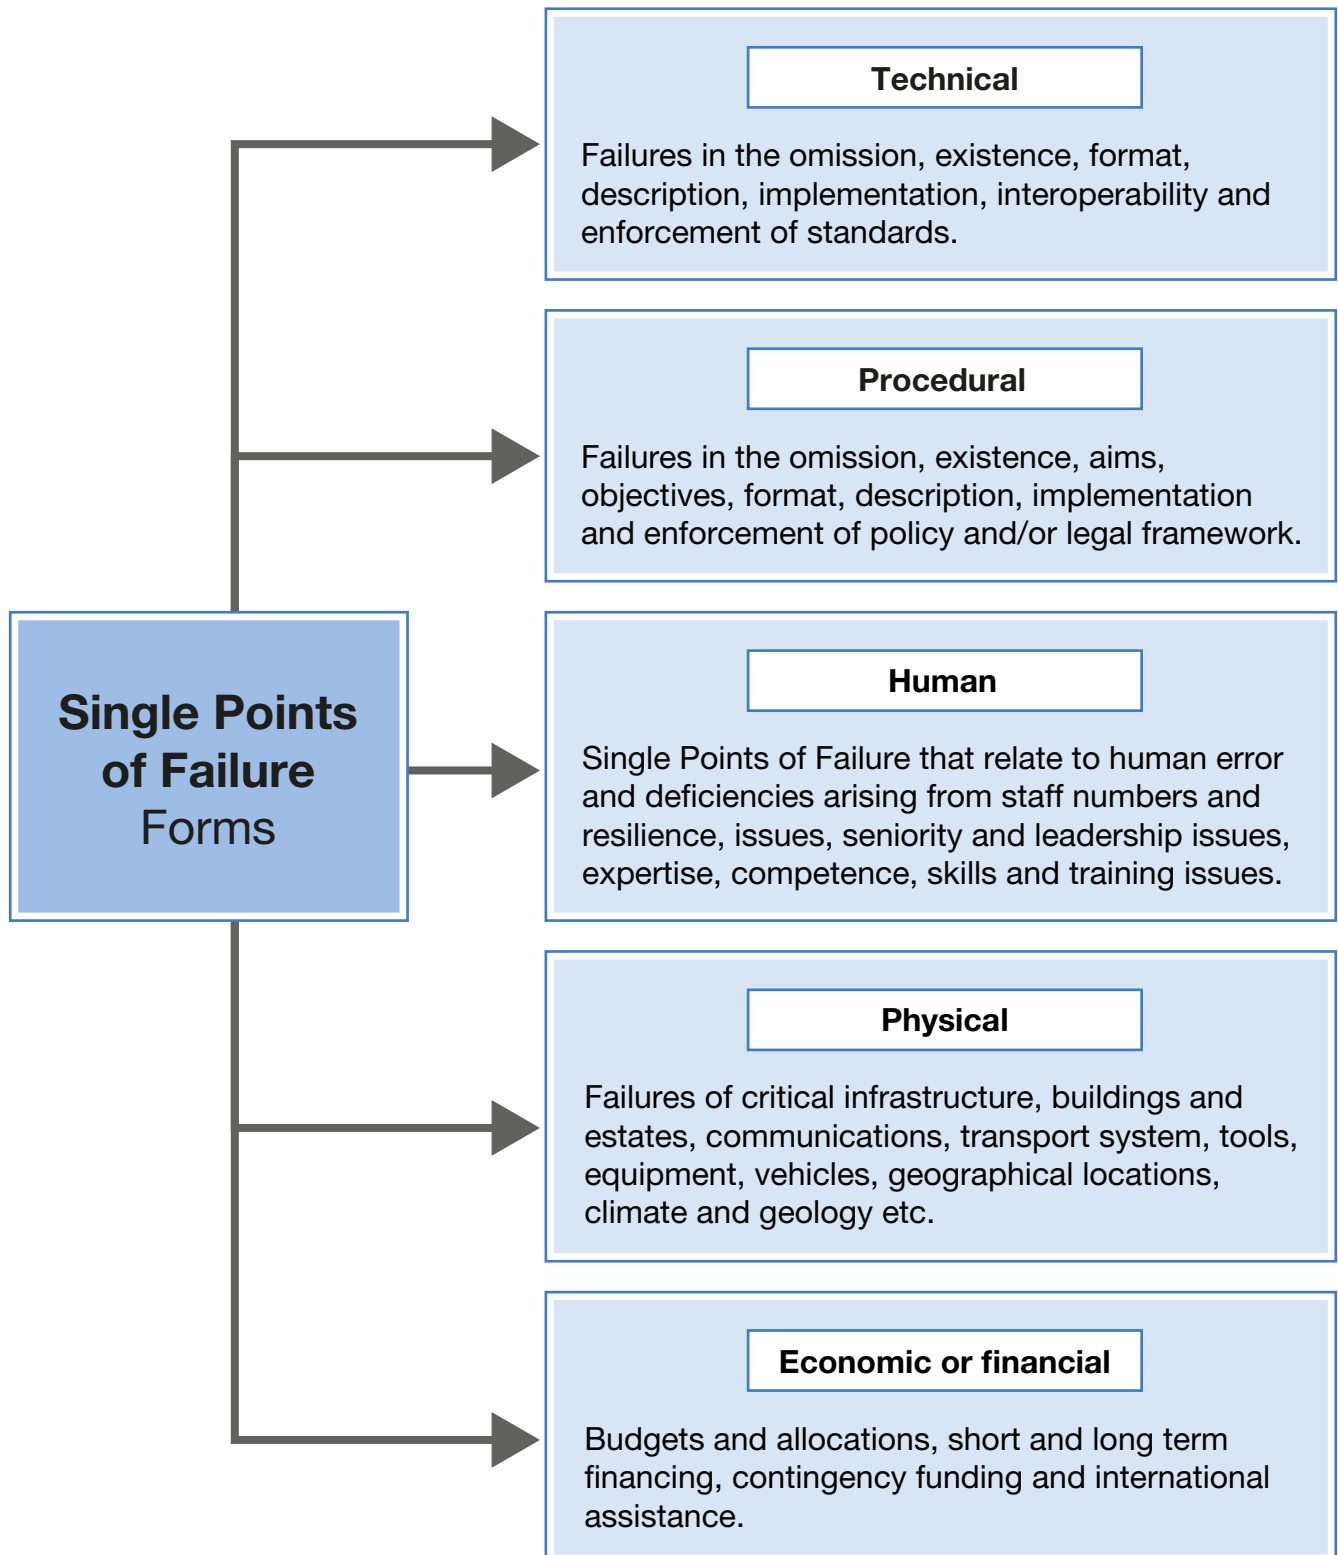 Technical
Failures in the omission, existence, format,
description, implementation, interoperability and
enforcement of standards.
Procedural
Failures in the omission, existence, aims,
objectives, format, description, implementation
and enforcement of policy and/or legal framework.
Single Points
of Failure
Forms
Human
Single Points of Failure that relate to human error
and deficiencies arising from staff numbers and
resilience, issues, seniority and leadership issues,
expertise, competence, skills and training issues.
Physical
Failures of critical infrastructure, buildings and
estates, communications, transport system, tools,
equipment, vehicles, geographical locations,
climate and geology etc.
Economic or financial
Budgets and allocations, short and long term
financing, contingency funding and international
assistance.